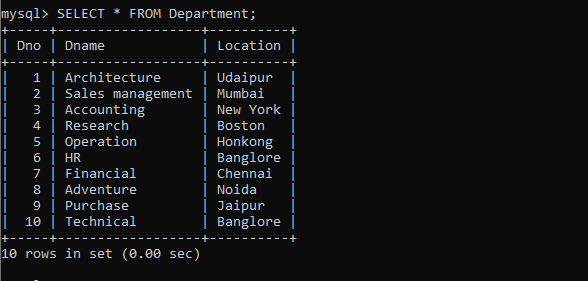 mysql> SELECT * FROM Department;
+-----+------------------+----------+
| Dno | Dname            | Location |
+-----+------------------+----------+
|   1 | Architecture     | Udaipur  |
|   2 | Sales management | Mumbai   |
|   3 | Accounting       | New York |
|   4 | Research         | Boston   |
|   5 | Operation        | Honkong  |
|   6 | HR               | Banglore |
|   7 | Financial        | Chennai  |
|   8 | Adventure        | Noida    |
|   9 | Purchase         | Jaipur   |
|  10 | Technical        | Banglore |
+-----+------------------+----------+
10 rows in set (0.00 sec)